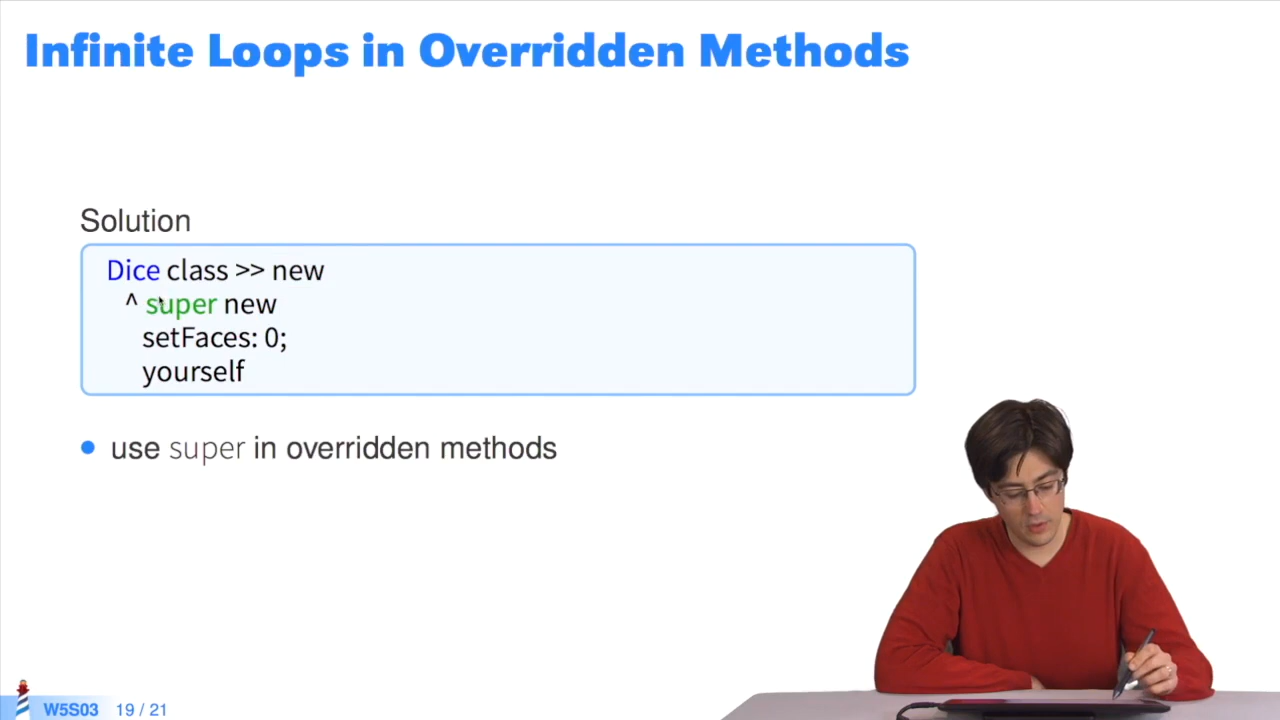 Infinite Loops in Overridden Methods
Solution
Dice class >> new
^ super new
setFaces: 0;
yourself
use super in overridden methods
W5S03 19 / 21